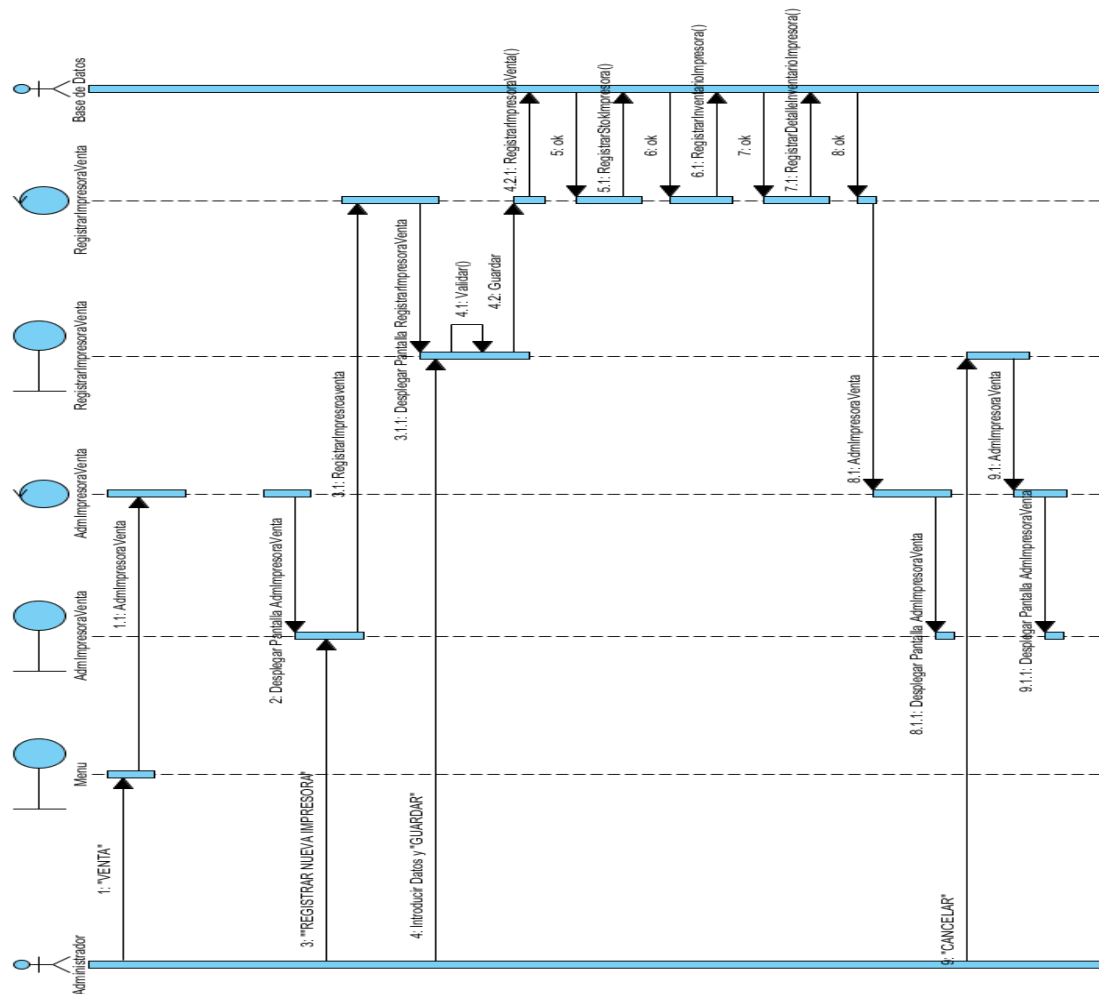 Administrador
Menu
AdmImpresoraVenta
AdmImpresoraVenta
RegistrarImpresoraVenta
RegistrarImpresoraVenta
Base de Datos
1: "VENTA"
1.1: AdmImpresoraVenta
2: Desplegar Pantalla AdmImpresoraVenta
3: ""REGISTRAR NUEVA IMPRESORA"
3.1: RegistrarImpresroaventa
3.1.1: Desplegar Pantalla RegistrarImpresoraVenta
4: Introducir Datos y "GUARDAR"
4.1: Validar()
4.2: Guardar
4.2.1: RegistrarImpresoraVenta()
5: ok
5.1: RegistrarStokImpresora()
6: ok
6.1: RegistrarInventarioImpresora()
7: ok
7.1: RegistrarDetalleInventarioImpresora()
8: ok
8.1: AdmImpresoraVenta
8.1.1: Desplegar Pantalla AdmImpresoraVenta
9: "CANCELAR"
9.1: AdmImpresoraVenta
9.1.1: Desplegar Pantalla AdmImpresoraVenta